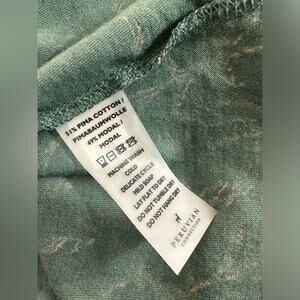 51% PIMA COTTON /
PIMABAUMWOLLE
49% MODAL /
MODAL
MACHINE WASH
COLD
DELICATE CYCLE
MILD SOAP
LAY FLAT TO DRY
DO NOT TUMBLE DRY
DO NOT HANG DRY
PERUVIAN
CONNECTION